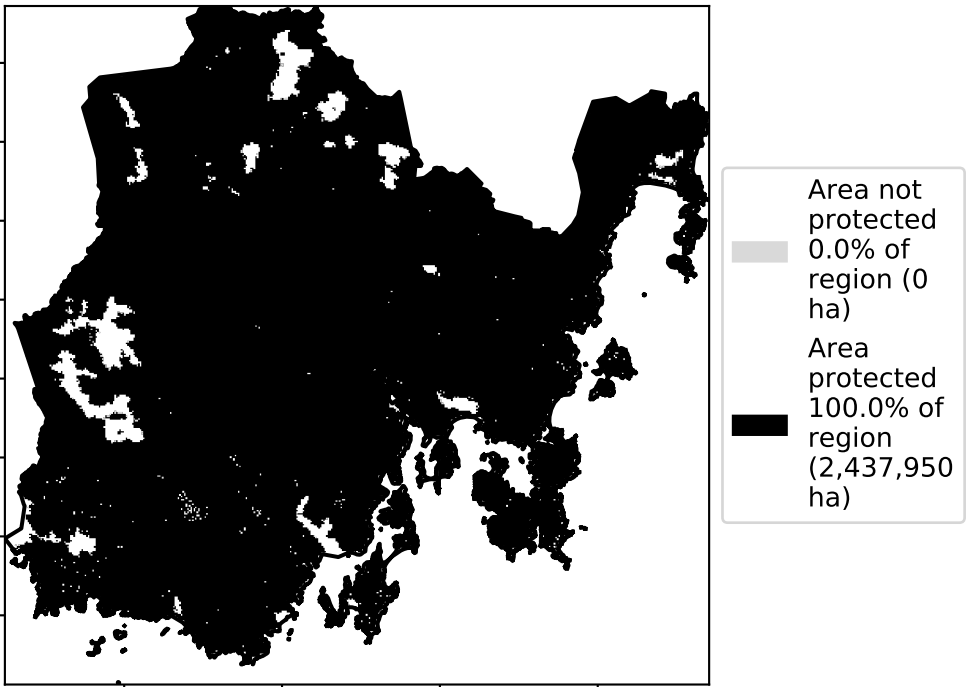 Area not
protected
0.0% of
region (0
ha)
Area
protected
100.0% of
region
(2,437,950
ha)